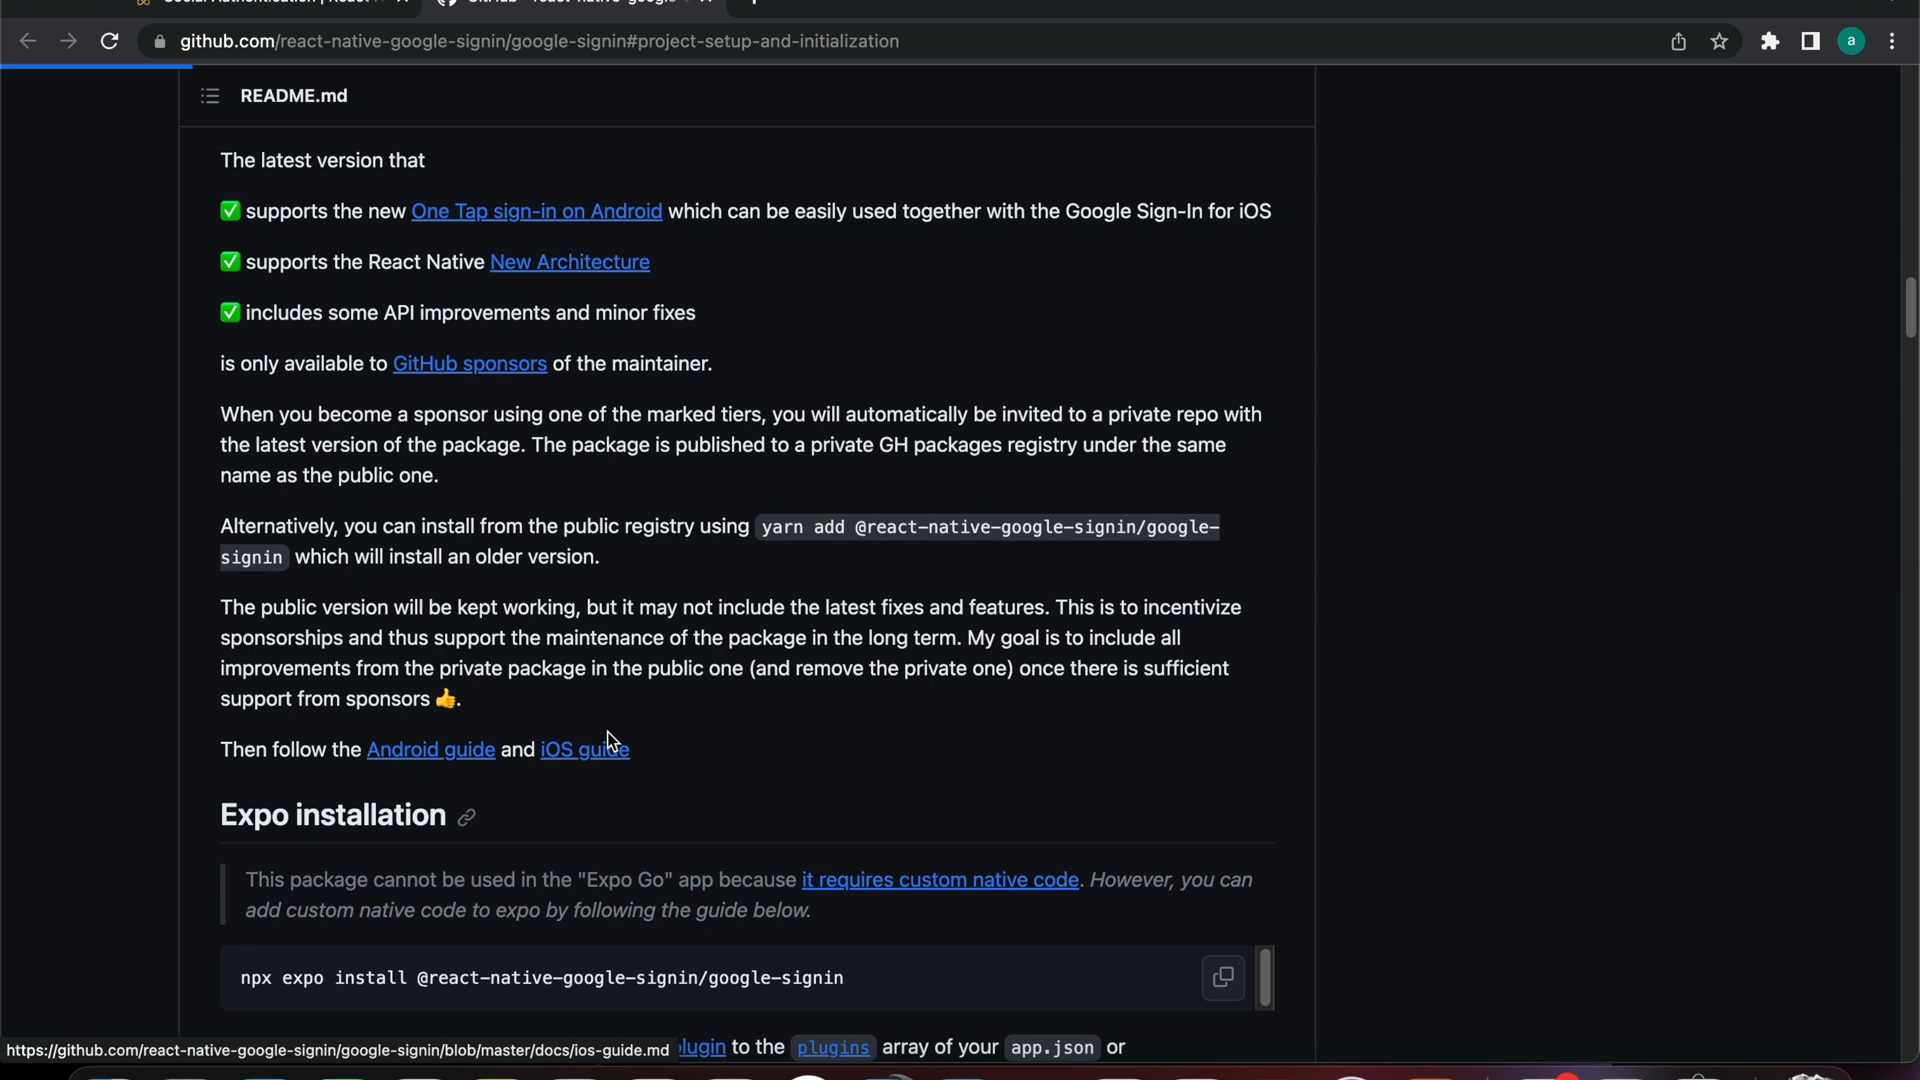 github.com/react-native-google-signin/google-signin#project-setup-and-initialization
a
README.md
The latest version that
✅ supports the new One Tap sign-in on Android which can be easily used together with the Google Sign-In for iOS
✅ supports the React Native New Architecture
✅ includes some API improvements and minor fixes
is only available to GitHub sponsors of the maintainer.
When you become a sponsor using one of the marked tiers, you will automatically be invited to a private repo with
the latest version of the package. The package is published to a private GH packages registry under the same
name as the public one.
Alternatively, you can install from the public registry using yarn add @react-native-google-signin/google-
signin which will install an older version.
The public version will be kept working, but it may not include the latest fixes and features. This is to incentivize
sponsorships and thus support the maintenance of the package in the long term. My goal is to include all
improvements from the private package in the public one (and remove the private one) once there is sufficient
support from sponsors 👍.
Then follow the Android guide and iOS guide
Expo installation
This package cannot be used in the "Expo Go" app because it requires custom native code. However, you can
add custom native code to expo by following the guide below.
npx expo install @react-native-google-signin/google-signin
https://github.com/react-native-google-signin/google-signin/blob/master/docs/ios-guide.md
plugin to the plugins array of your app.json or